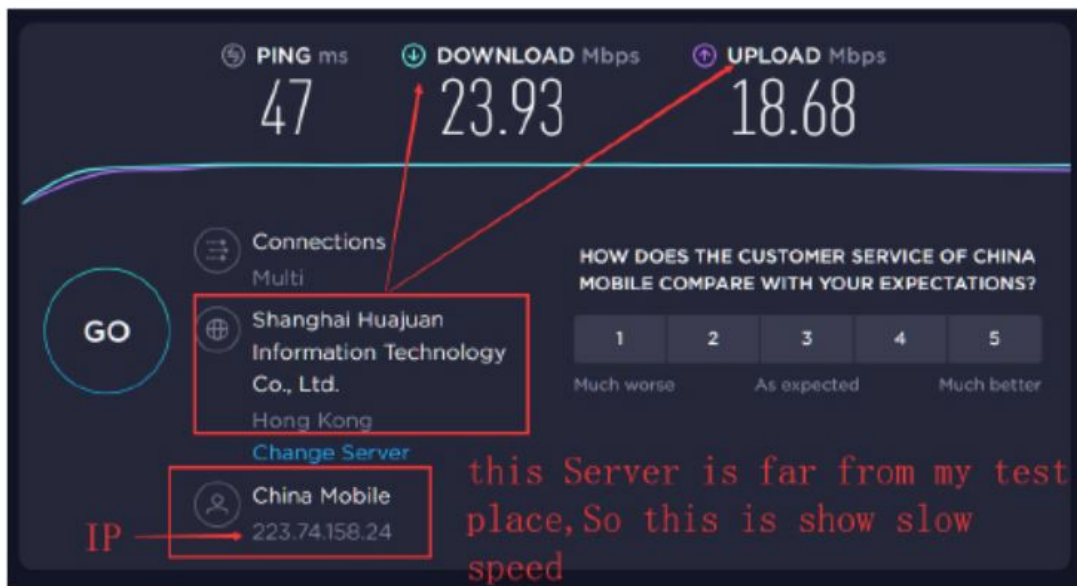 PING ms
DOWNLOAD Mbps
UPLOAD Mbps
47
23.93
18.68
Connections
Multi
Shanghai Huajuan
Information Technology
Co., Ltd.
Hong Kong
Change Server
GO
HOW DOES THE CUSTOMER SERVICE OF CHINA
MOBILE COMPARE WITH YOUR EXPECTATIONS?
1 2 3 4 5
Much worse As expected Much better
China Mobile
223.74.158.24
IP
this Server is far from my test
place,So this is show slow
speed